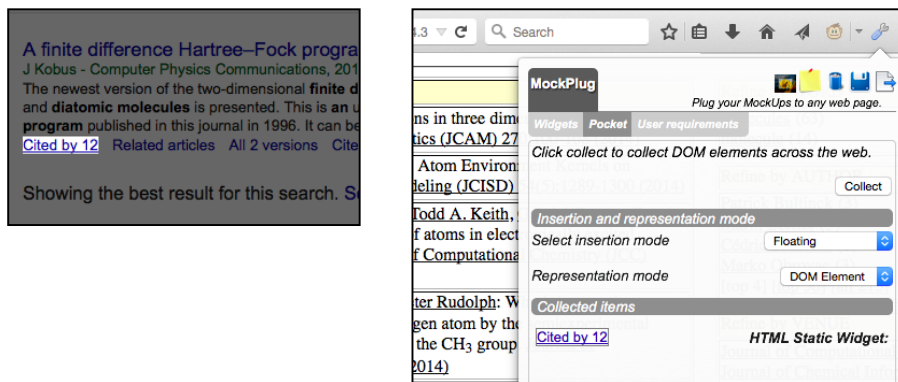 A finite difference Hartree–Fock progra
J Kobus - Computer Physics Communications, 201
The newest version of the two-dimensional finite d
and diatomic molecules is presented. This is an u
program published in this journal in 1996. It can be
Cited by 12 Related articles All 2 versions Cite
Showing the best result for this search. Se
4.3 Search
MockPlug
Plug your MockUps to any web page.
Widgets Pocket User requirements
Click collect to collect DOM elements across the web.
Collect
Insertion and representation mode
Select insertion mode Floating
Representation mode DOM Element
Collected items
Cited by 12 HTML Static Widget:
ns in three dime
tics (JCAM) 27
Atom Environ
deling (JCISD)
Todd A. Keith,
f atoms in elect
f Computational
ter Rudolph: W
gen atom by the
the CH3 group
2014)